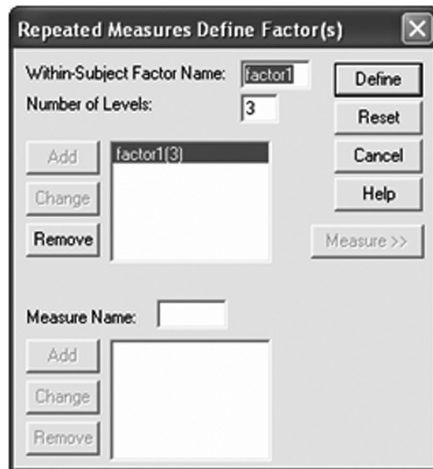 Repeated Measures Define Factor(s)
Within-Subject Factor Name: factor1
Define
Number of Levels: 3
Reset
Add
factor1(3)
Cancel
Change
Help
Remove
Measure >>
Measure Name:
Add
Change
Remove